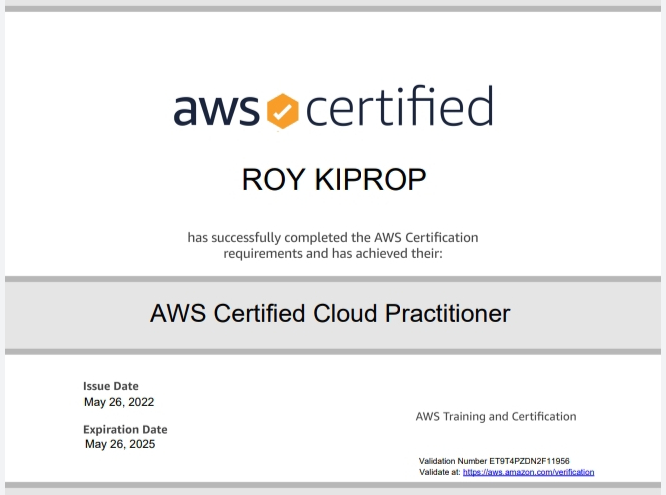 aws certified
ROY KIPROP
has successfully completed the AWS Certification
requirements and has achieved their:
AWS Certified Cloud Practitioner
Issue Date
May 26, 2022
Expiration Date
May 26, 2025
AWS Training and Certification
Validation Number ET9T4PZDN2F11956
Validate at: https://aws.amazon.com/verification